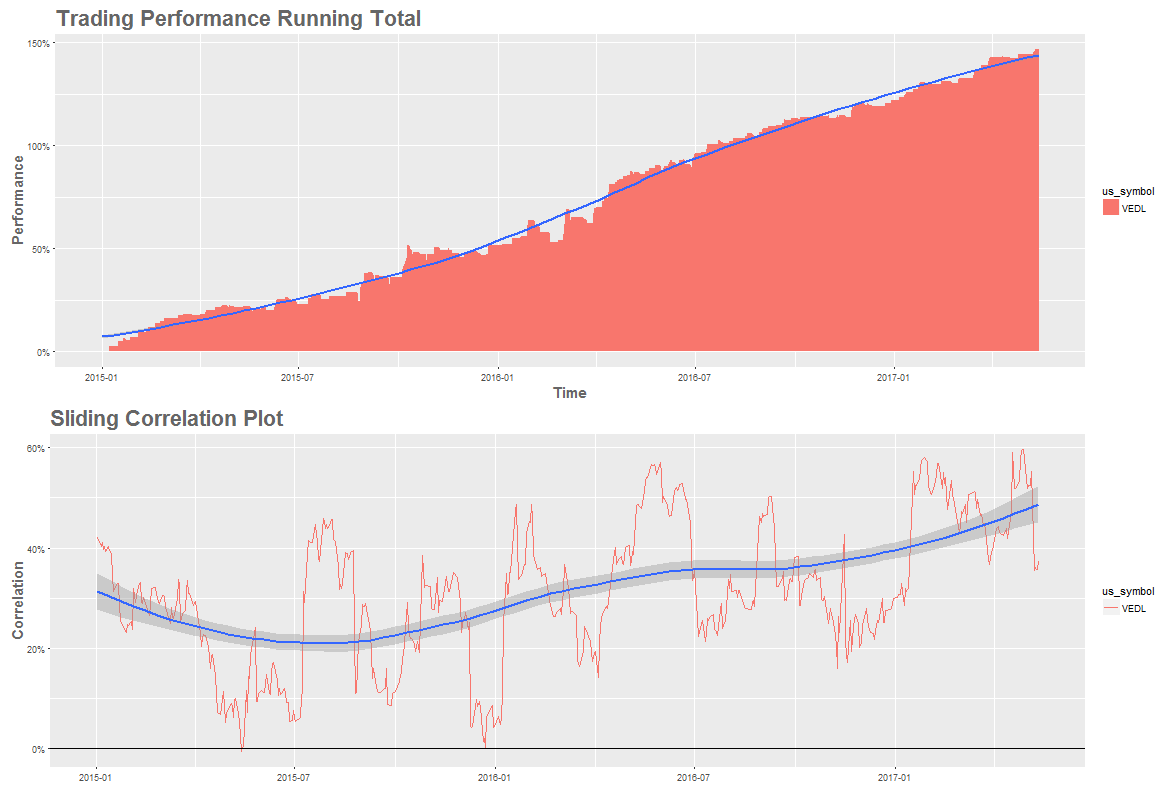 Trading Performance Running Total
150%
100%
50%
0%
Performance
2015-01 2015-07 2016-01 2016-07 2017-01
Time
us_symbol
VEDL
Sliding Correlation Plot
60%
40%
20%
0%
Correlation
2015-01 2015-07 2016-01 2016-07 2017-01
us_symbol
VEDL